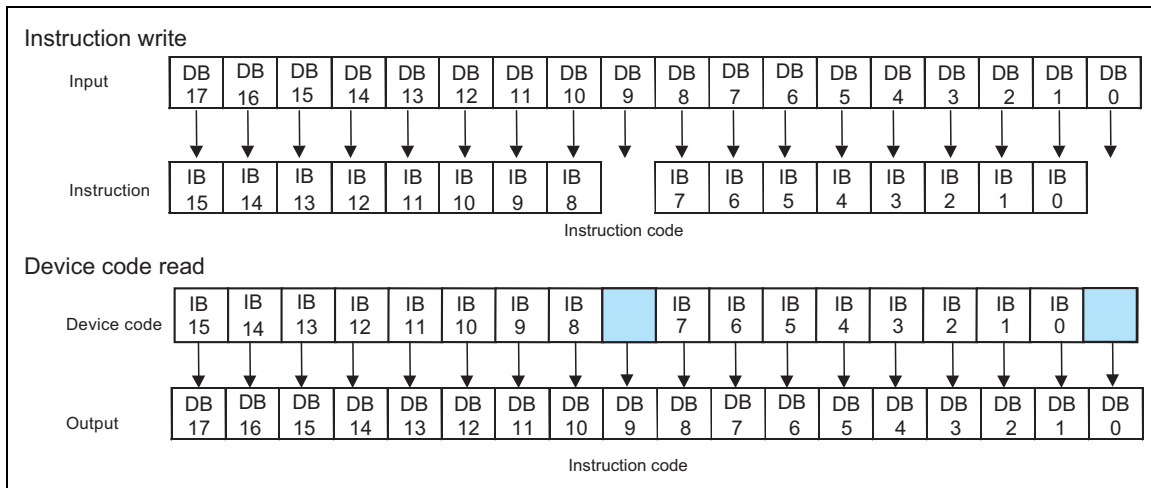 Instruction write
Input DB DB DB DB DB DB DB DB DB DB DB DB DB DB DB DB DB DB
17 16 15 14 13 12 11 10 9 8 7 6 5 4 3 2 1 0
IB IB IB IB IB IB IB IB IB IB IB IB IB IB IB IB
Instruction 15 14 13 12 11 10 9 8 7 6 5 4 3 2 1 0
Instruction code
Device code read
IB IB IB IB IB IB IB IB IB IB IB IB IB IB IB IB
Device code 15 14 13 12 11 10 9 8 7 6 5 4 3 2 1 0
DB DB DB DB DB DB DB DB DB DB DB DB DB DB DB DB DB DB
Output 17 16 15 14 13 12 11 10 9 8 7 6 5 4 3 2 1 0
Instruction code